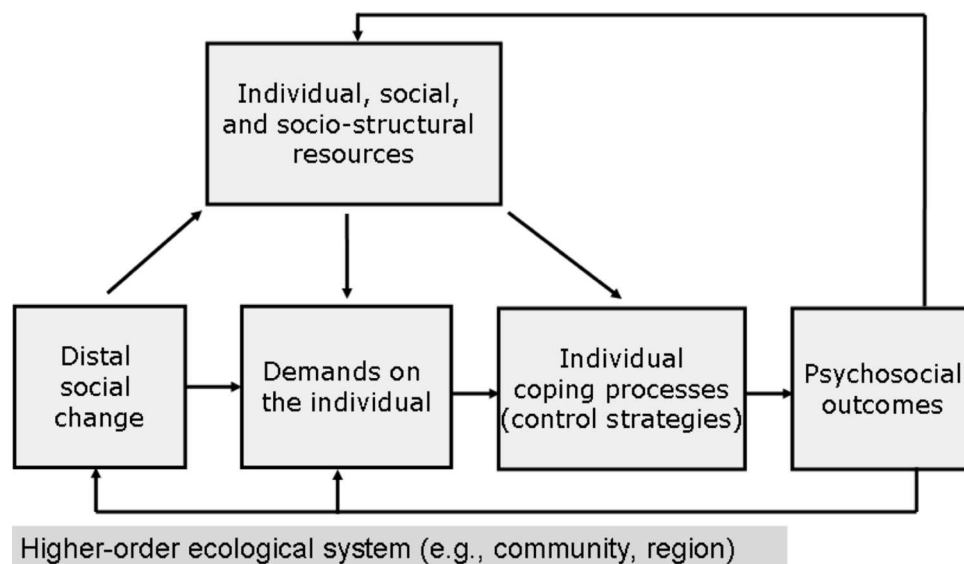 Individual, social,
and socio-structural
resources
Distal
social
change
Demands on
the individual
Individual
coping processes
(control strategies)
Psychosocial
outcomes
Higher-order ecological system (e.g., community, region)